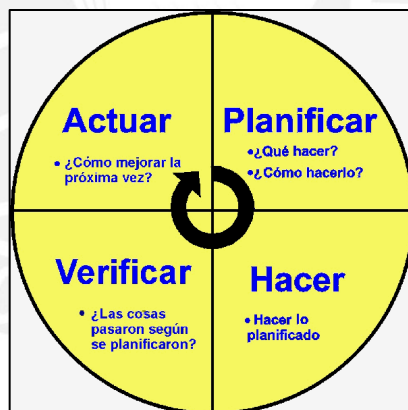 Actuar
• ¿Cómo mejorar la
próxima vez?
Planificar
•¿Qué hacer?
•¿Cómo hacerlo?
Verificar
• ¿Las cosas
pasaron según
se planificaron?
Hacer
• Hacer lo
planificado